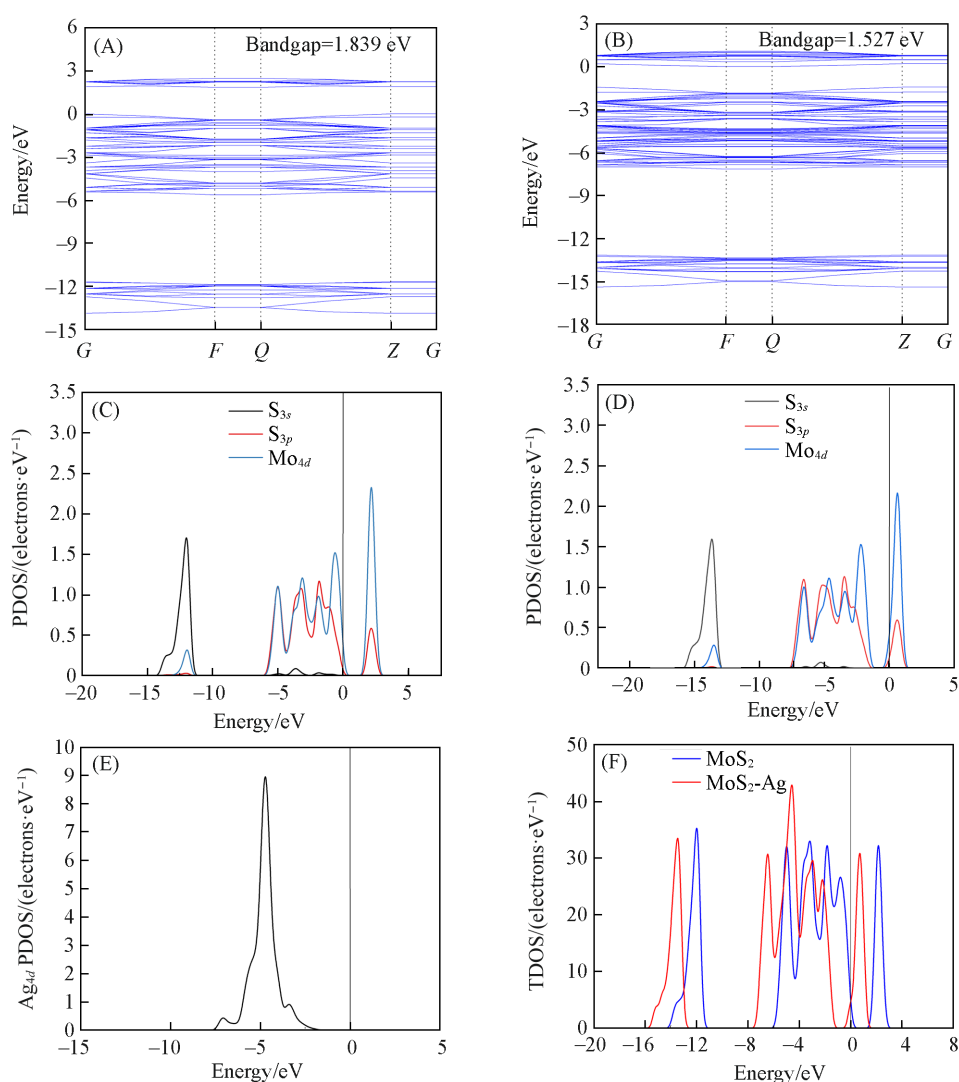 (A)
Bandgap=1.839 eV
6
3
0
−3
−6
−9
−12
−15
Energy/eV
G
F
Q
Z
G
(B)
Bandgap=1.527 eV
3
0
−3
−6
−9
−12
−15
−18
Energy/eV
G
F
Q
Z
G
(C)
S3s
S3p
Mo4d
3.5
3.0
2.5
2.0
1.5
1.0
0.5
0
PDOS/(electrons·eV−1)
−20
−15
−10
−5
0
5
Energy/eV
(D)
S3s
S3p
Mo4d
3.5
3.0
2.5
2.0
1.5
1.0
0.5
0
PDOS/(electrons·eV−1)
−20
−15
−10
−5
0
5
Energy/eV
(E)
10
9
8
7
6
5
4
3
2
1
0
Ag4d PDOS/(electrons·eV−1)
−15
−10
−5
0
5
Energy/eV
(F)
MoS2
MoS2-Ag
50
40
30
20
10
0
TDOS/(electrons·eV−1)
−20
−16
−12
−8
−4
0
4
8
Energy/eV